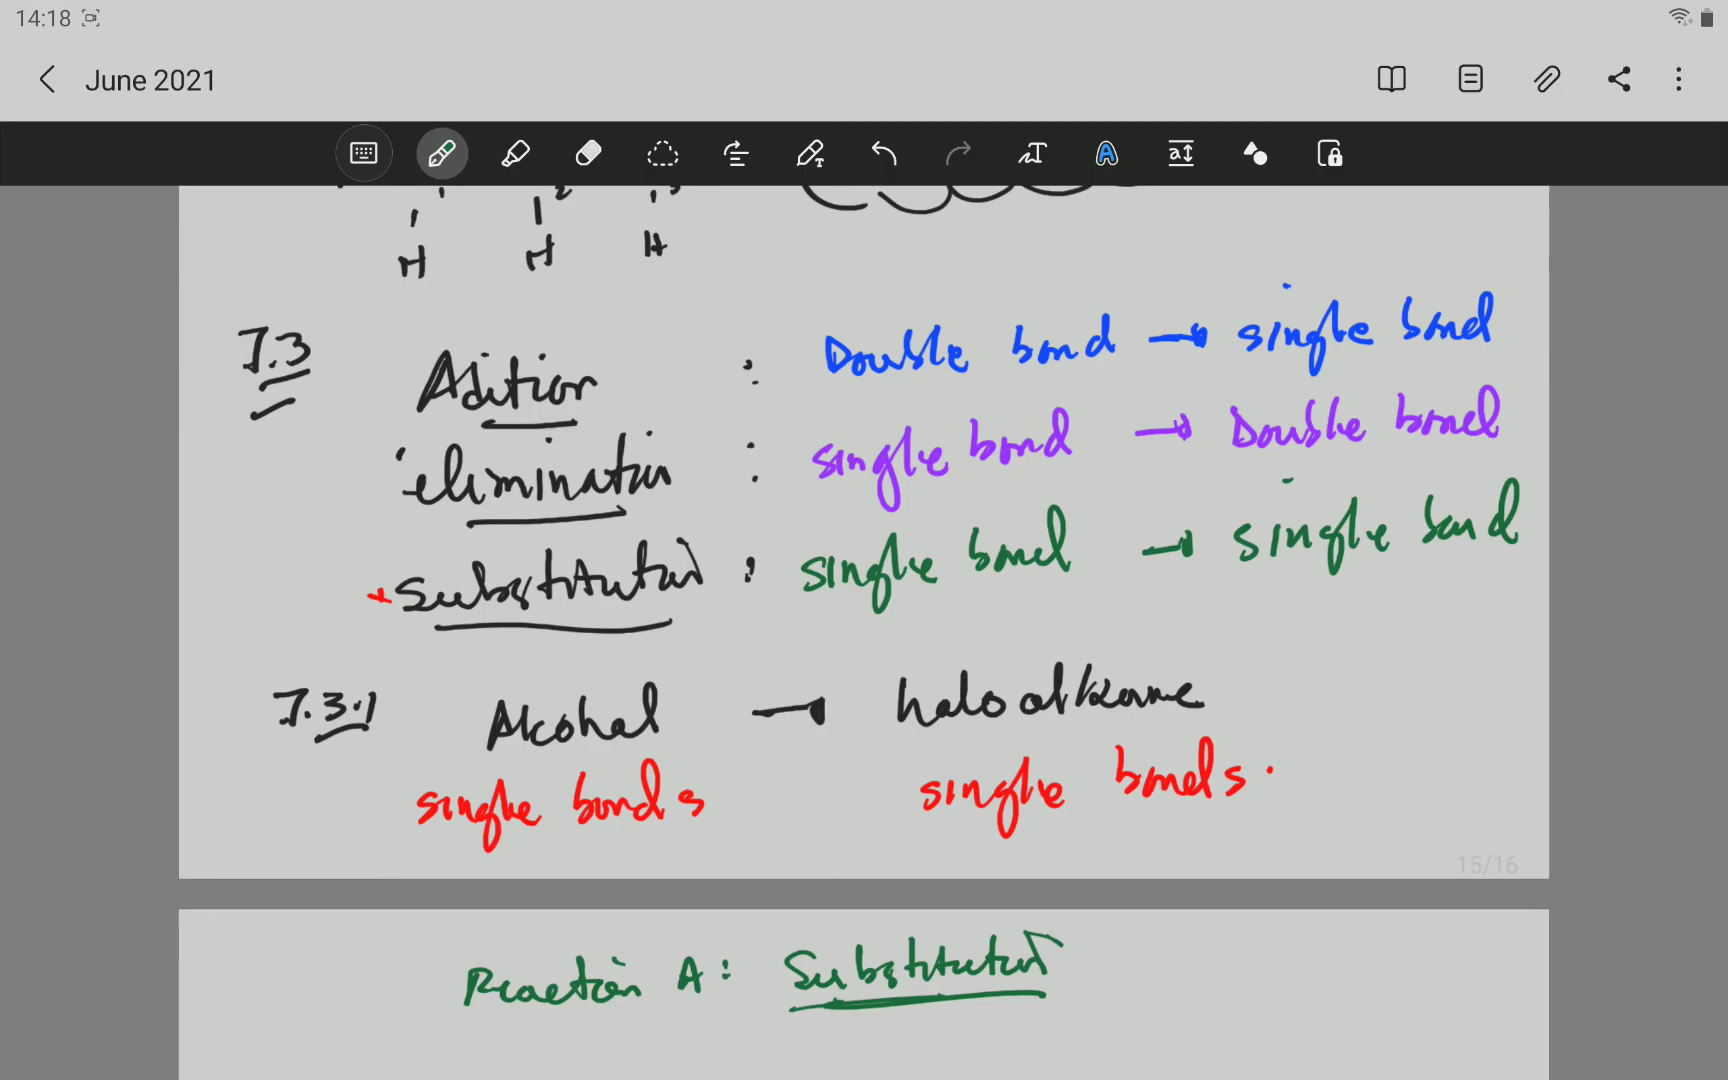 14:18
June 2021
H H H
7.3
Adition : Double bond → single bond
elimination : single bond → Double bond
substitution : single bond → single bond
7.3.1 Alcohol → haloalkane
single bonds single bonds.
15/16
Reaction A: Substitution